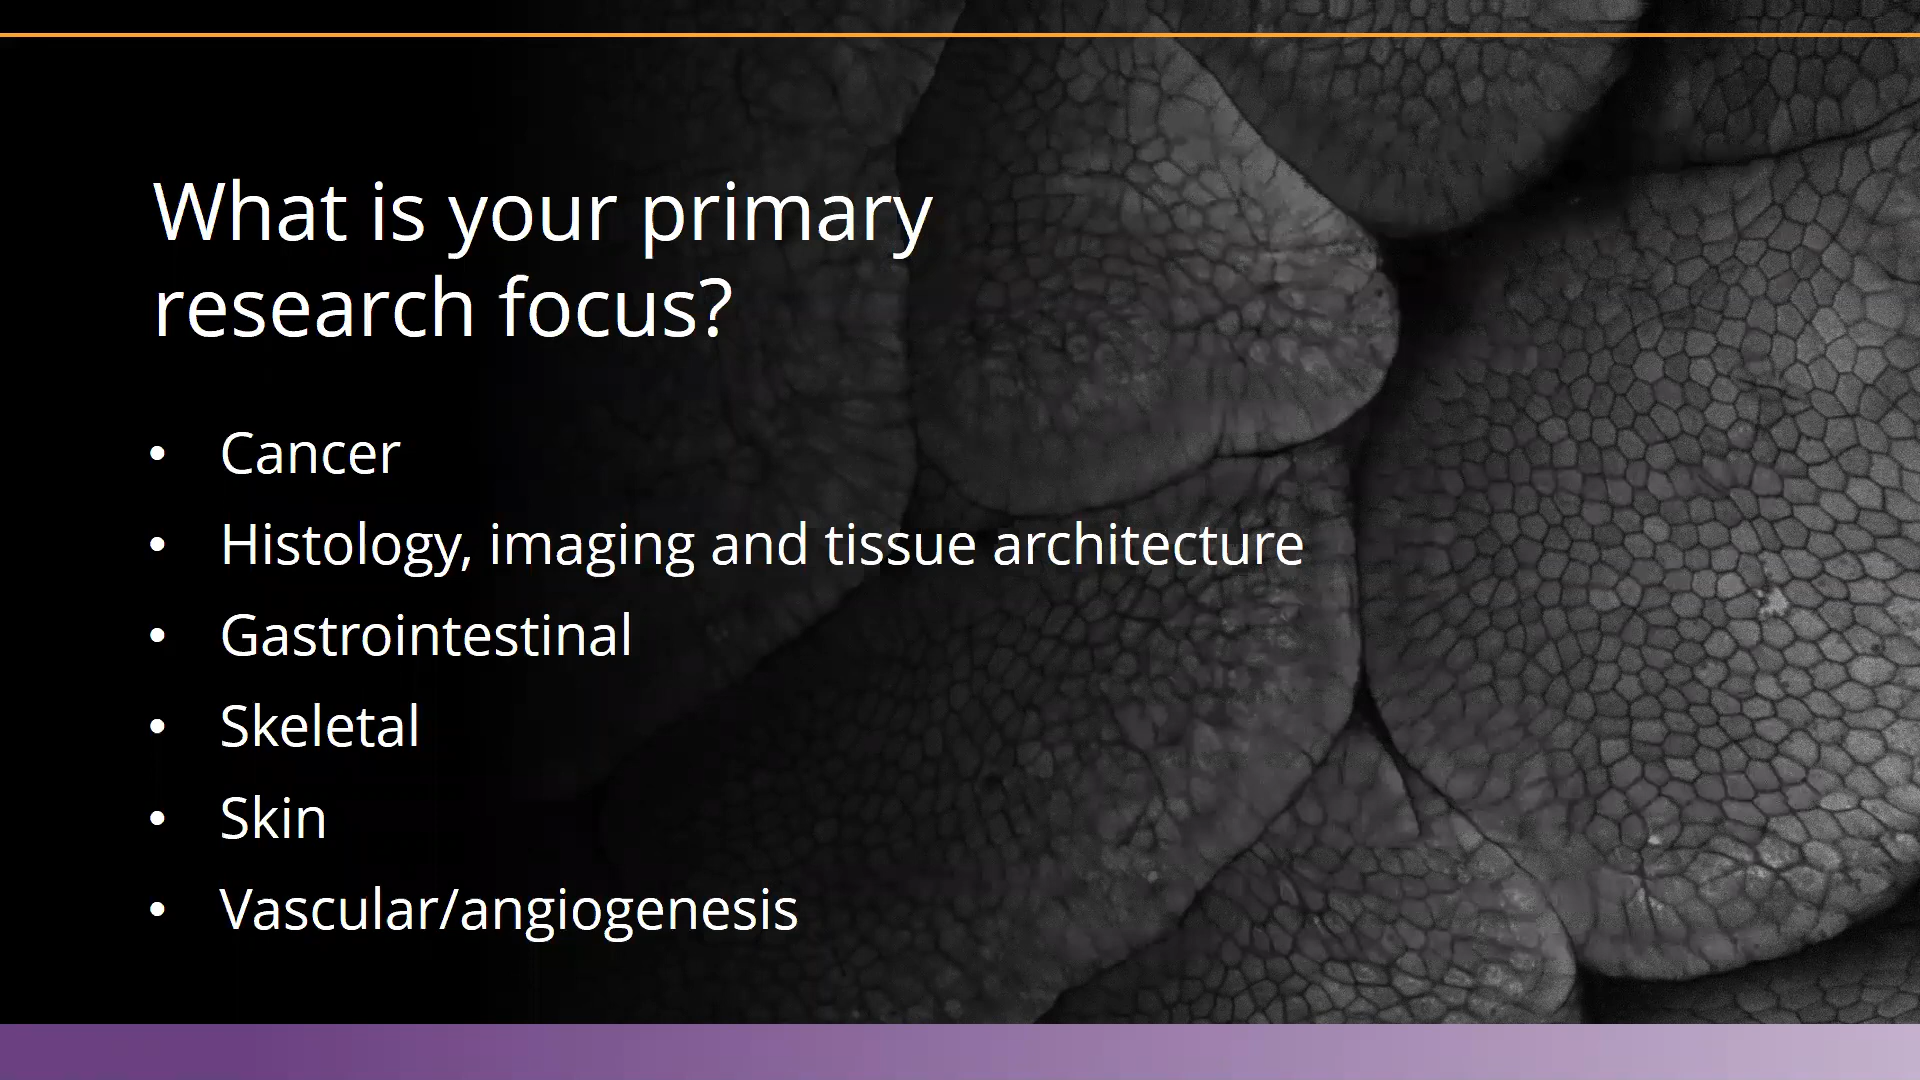 What is your primary
research focus?
• Cancer
• Histology, imaging and tissue architecture
• Gastrointestinal
• Skeletal
• Skin
• Vascular/angiogenesis